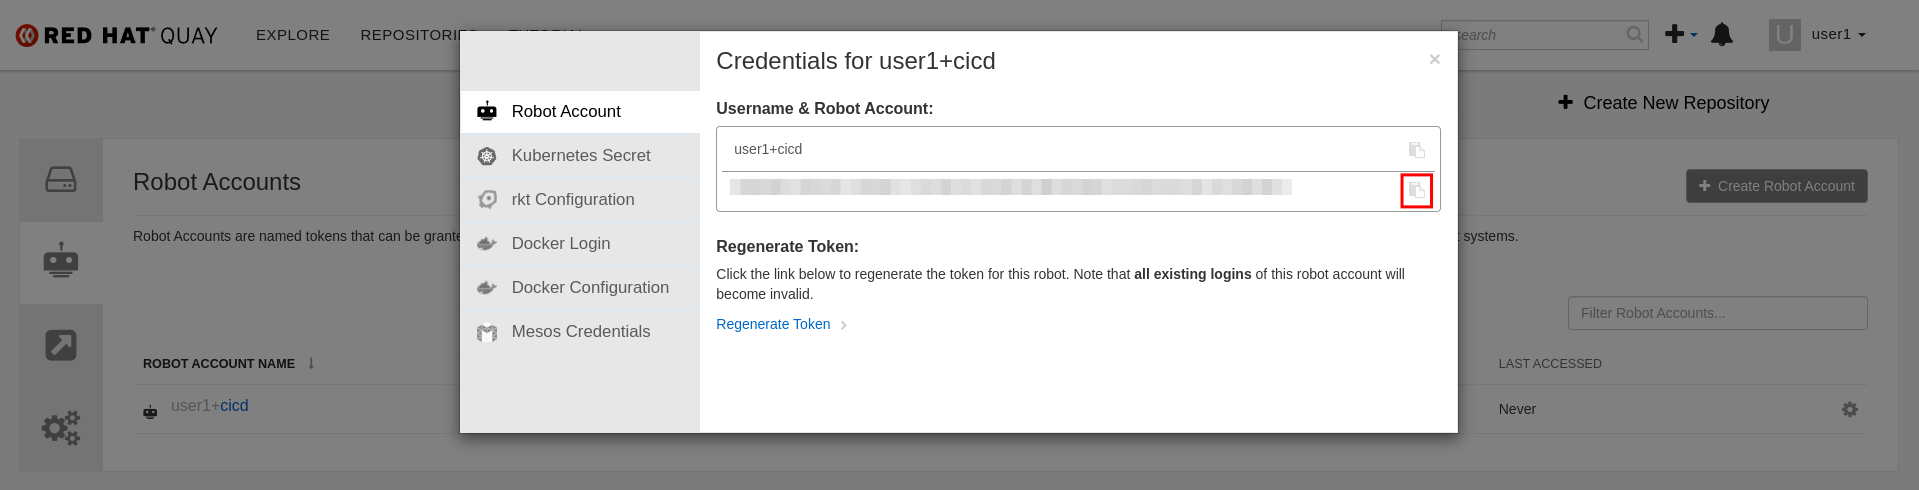 RED HAT® QUAY
EXPLORE
REPOSITORIES
search
user1
Create New Repository
Robot Accounts
Create Robot Account
Robot Accounts are named tokens that can be grante
systems.
Filter Robot Accounts...
ROBOT ACCOUNT NAME
LAST ACCESSED
user1+cicd
Never
Robot Account
Kubernetes Secret
rkt Configuration
Docker Login
Docker Configuration
Mesos Credentials
Credentials for user1+cicd
×
Username & Robot Account:
user1+cicd
Regenerate Token:
Click the link below to regenerate the token for this robot. Note that all existing logins of this robot account will
become invalid.
Regenerate Token